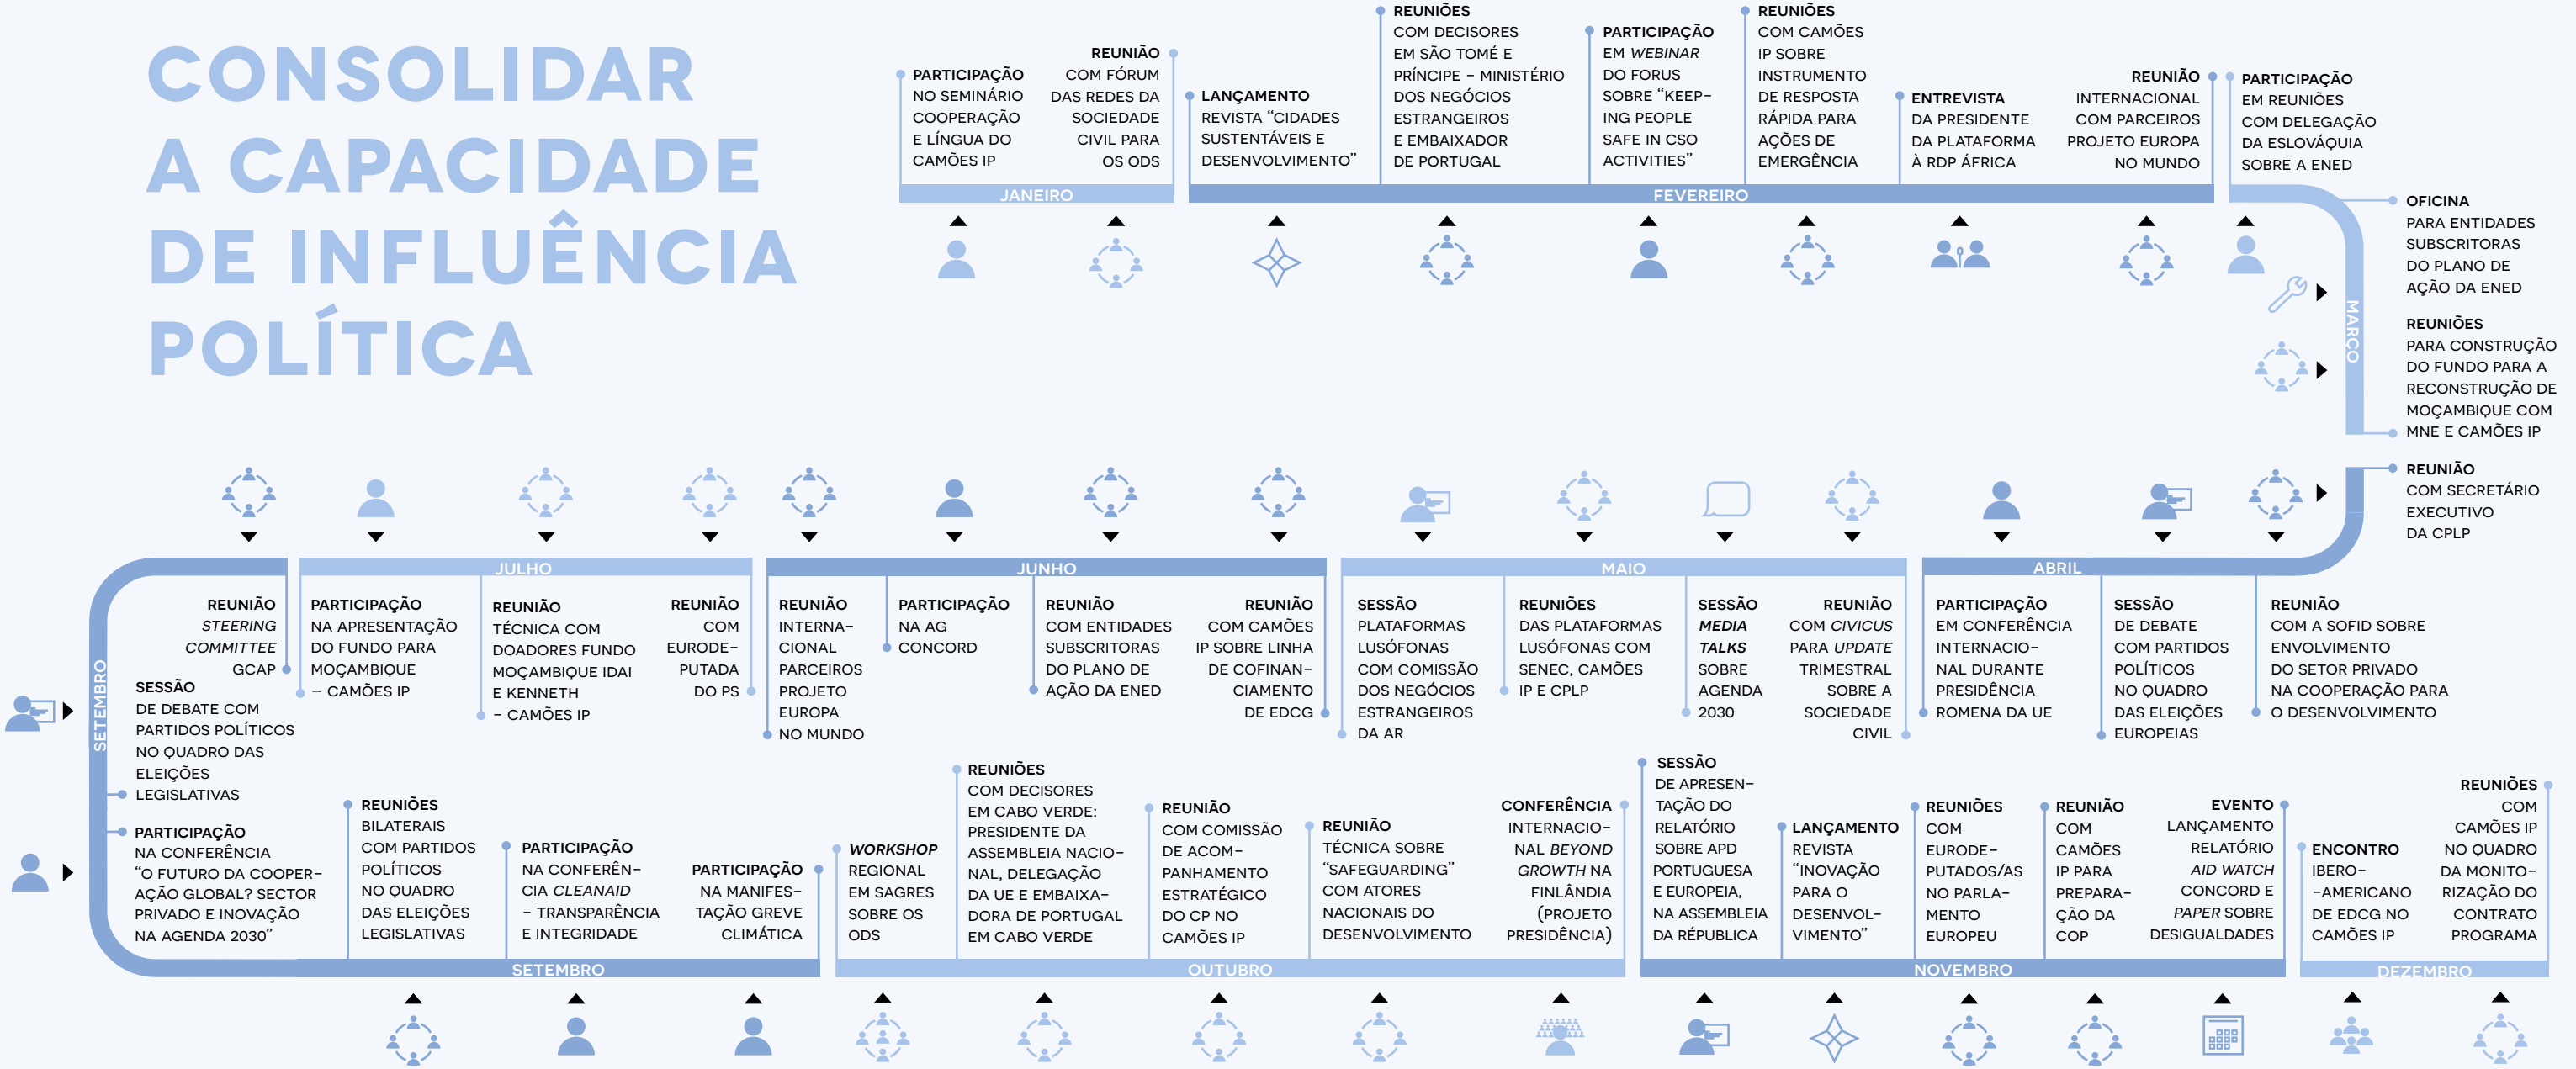 CONSOLIDAR
A CAPACIDADE
DE INFLUÊNCIA
POLÍTICA
PARTICIPAÇÃO
NO SEMINÁRIO
COOPERAÇÃO
E LÍNGUA DO
CAMÕES IP
REUNIÃO
COM FÓRUM
DAS REDES DA
SOCIEDADE
CIVIL PARA
OS ODS
JANEIRO
LANÇAMENTO
REVISTA “CIDADES
SUSTENTÁVEIS E
DESENVOLVIMENTO”
REUNIÕES
COM DECISORES
EM SÃO TOMÉ E
PRÍNCIPE – MINISTÉRIO
DOS NEGÓCIOS
ESTRANGEIROS
E EMBAIXADOR
DE PORTUGAL
PARTICIPAÇÃO
EM WEBINAR
DO FORUS
SOBRE “KEEP–
ING PEOPLE
SAFE IN CSO
ACTIVITIES”
REUNIÕES
COM CAMÕES
IP SOBRE
INSTRUMENTO
DE RESPOSTA
RÁPIDA PARA
AÇÕES DE
EMERGÊNCIA
ENTREVISTA
DA PRESIDENTE
DA PLATAFORMA
À RDP ÁFRICA
REUNIÃO
INTERNACIONAL
COM PARCEIROS
PROJETO EUROPA
NO MUNDO
FEVEREIRO
PARTICIPAÇÃO
EM REUNIÕES
COM DELEGAÇÃO
DA ESLOVÁQUIA
SOBRE A ENED
OFICINA
PARA ENTIDADES
SUBSCRITORAS
DO PLANO DE
AÇÃO DA ENED
MARÇO
REUNIÕES
PARA CONSTRUÇÃO
DO FUNDO PARA A
RECONSTRUÇÃO DE
MOÇAMBIQUE COM
MNE E CAMÕES IP
REUNIÃO
COM SECRETÁRIO
EXECUTIVO
DA CPLP
ABRIL
REUNIÃO
COM A SOFID SOBRE
ENVOLVIMENTO
DO SETOR PRIVADO
NA COOPERAÇÃO PARA
O DESENVOLVIMENTO
SESSÃO
DE DEBATE
COM PARTIDOS
POLÍTICOS
NO QUADRO
DAS ELEIÇÕES
EUROPEIAS
PARTICIPAÇÃO
EM CONFERÊNCIA
INTERNACIO–
NAL DURANTE
PRESIDÊNCIA
ROMENA DA UE
MAIO
REUNIÃO
COM CIVICUS
PARA UPDATE
TRIMESTRAL
SOBRE A
SOCIEDADE
CIVIL
SESSÃO
MEDIA
TALKS
SOBRE
AGENDA
2030
REUNIÕES
DAS PLATAFORMAS
LUSÓFONAS COM
SENEC, CAMÕES
IP E CPLP
SESSÃO
PLATAFORMAS
LUSÓFONAS
COM COMISSÃO
DOS NEGÓCIOS
ESTRANGEIROS
DA AR
JUNHO
REUNIÃO
COM CAMÕES
IP SOBRE LINHA
DE COFINAN–
CIAMENTO
DE EDCG
REUNIÃO
COM ENTIDADES
SUBSCRITORAS
DO PLANO DE
AÇÃO DA ENED
PARTICIPAÇÃO
NA AG
CONCORD
REUNIÃO
INTERNA–
CIONAL
PARCEIROS
PROJETO
EUROPA
NO MUNDO
JULHO
REUNIÃO
COM
EURODE–
PUTADA
DO PS
REUNIÃO
TÉCNICA COM
DOADORES FUNDO
MOÇAMBIQUE IDAI
E KENNETH
– CAMÕES IP
PARTICIPAÇÃO
NA APRESENTAÇÃO
DO FUNDO PARA
MOÇAMBIQUE
– CAMÕES IP
REUNIÃO
STEERING
COMMITTEE
GCAP
SETEMBRO
SESSÃO
DE DEBATE COM
PARTIDOS POLÍTICOS
NO QUADRO DAS
ELEIÇÕES
LEGISLATIVAS
PARTICIPAÇÃO
NA CONFERÊNCIA
“O FUTURO DA COOPER–
AÇÃO GLOBAL? SECTOR
PRIVADO E INOVAÇÃO
NA AGENDA 2030”
REUNIÕES
BILATERAIS
COM PARTIDOS
POLÍTICOS
NO QUADRO
DAS ELEIÇÕES
LEGISLATIVAS
PARTICIPAÇÃO
NA CONFERÊN–
CIA CLEANAID
– TRANSPARÊNCIA
E INTEGRIDADE
PARTICIPAÇÃO
NA MANIFES–
TAÇÃO GREVE
CLIMÁTICA
SETEMBRO
WORKSHOP
REGIONAL
EM SAGRES
SOBRE OS
ODS
REUNIÕES
COM DECISORES
EM CABO VERDE:
PRESIDENTE DA
ASSEMBLEIA NACIO–
NAL, DELEGAÇÃO
DA UE E EMBAIXA–
DORA DE PORTUGAL
EM CABO VERDE
REUNIÃO
COM COMISSÃO
DE ACOM–
PANHAMENTO
ESTRATÉGICO
DO CP NO
CAMÕES IP
REUNIÃO
TÉCNICA SOBRE
“SAFEGUARDING”
COM ATORES
NACIONAIS DO
DESENVOLVIMENTO
CONFERÊNCIA
INTERNACIO–
NAL BEYOND
GROWTH NA
FINLÂNDIA
(PROJETO
PRESIDÊNCIA)
OUTUBRO
SESSÃO
DE APRESEN–
TAÇÃO DO
RELATÓRIO
SOBRE APD
PORTUGUESA
E EUROPEIA,
NA ASSEMBLEIA
DA RÉPUBLICA
LANÇAMENTO
REVISTA
“INOVAÇÃO
PARA O
DESENVOL–
VIMENTO”
REUNIÕES
COM
EURODE–
PUTADOS/AS
NO PARLA–
MENTO
EUROPEU
REUNIÃO
COM
CAMÕES
IP PARA
PREPARA–
ÇÃO DA
COP
EVENTO
LANÇAMENTO
RELATÓRIO
AID WATCH
CONCORD E
PAPER SOBRE
DESIGUALDADES
NOVEMBRO
ENCONTRO
IBERO–
–AMERICANO
DE EDCG NO
CAMÕES IP
REUNIÕES
COM
CAMÕES IP
NO QUADRO
DA MONITO–
RIZAÇÃO DO
CONTRATO
PROGRAMA
DEZEMBRO